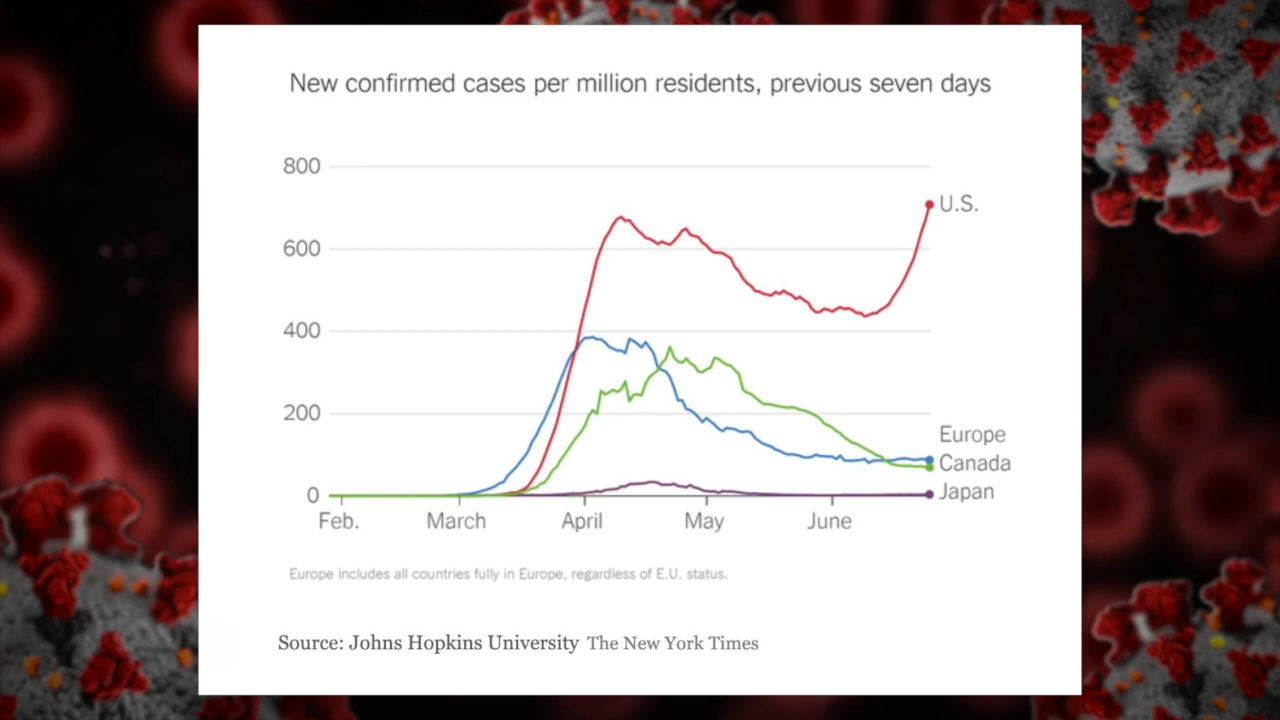 New confirmed cases per million residents, previous seven days
800
U.S.
600
400
200
Europe
Canada
0
Japan
Feb. March April May June
Europe includes all countries fully in Europe, regardless of E.U. status.
Source: Johns Hopkins University The New York Times